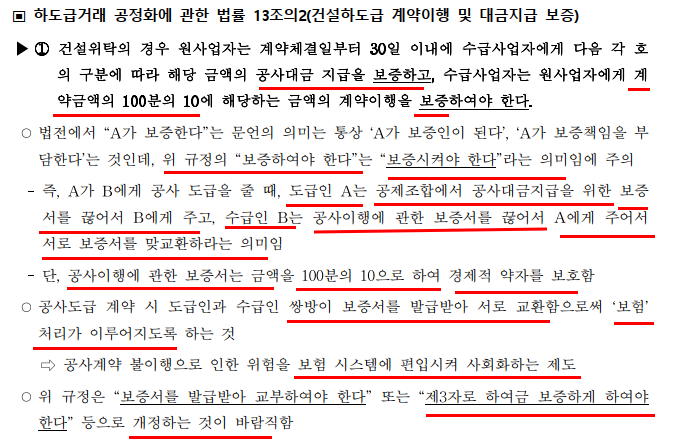 ▣ 하도급거래 공정화에 관한 법률 13조의2(건설하도급 계약이행 및 대금지급 보증)
▶① 건설위탁의 경우 원사업자는 계약체결일부터 30일 이내에 수급사업자에게 다음 각 호
의 구분에 따라 해당 금액의 공사대금 지급을 보증하고, 수급사업자는 원사업자에게 계
약금액의 100분의 10에 해당하는 금액의 계약이행을 보증하여야 한다.
○ 법전에서 “A가 보증한다”는 문언의 의미는 통상 ‘A가 보증인이 된다’, ‘A가 보증책임을 부
담한다’는 것인데, 위 규정의 “보증하여야 한다”는 “보증시켜야 한다”라는 의미임에 주의
- 즉, A가 B에게 공사 도급을 줄 때, 도급인 A는 공제조합에서 공사대금지급을 위한 보증
서를 끊어서 B에게 주고, 수급인 B는 공사이행에 관한 보증서를 끊어서 A에게 주어서
서로 보증서를 맞교환하라는 의미임
- 단, 공사이행에 관한 보증서는 금액을 100분의 10으로 하여 경제적 약자를 보호함
○ 공사도급 계약 시 도급인과 수급인 쌍방이 보증서를 발급받아 서로 교환함으로써 ‘보험’
처리가 이루어지도록 하는 것
⇨ 공사계약 불이행으로 인한 위험을 보험 시스템에 편입시켜 사회화하는 제도
○ 위 규정은 “보증서를 발급받아 교부하여야 한다” 또는 “제3자로 하여금 보증하게 하여야
한다” 등으로 개정하는 것이 바람직함